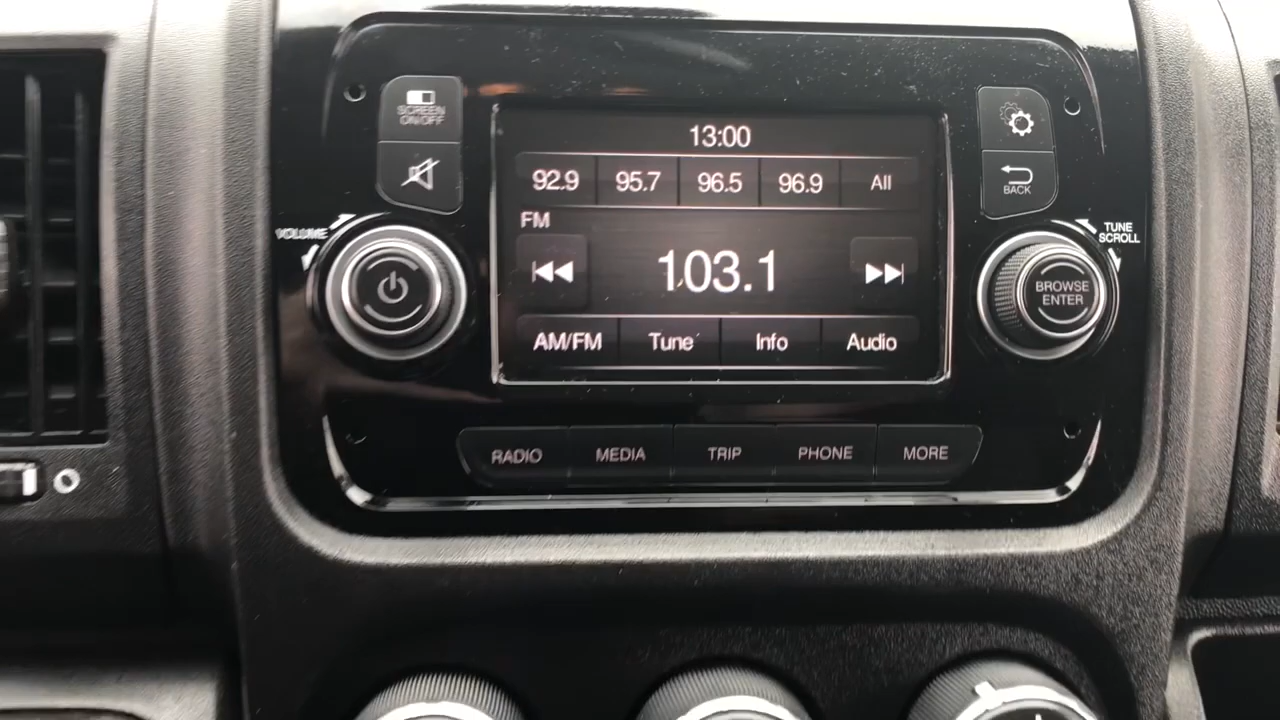 SCREEN
ON/OFF
13:00
92.9 95.7 96.5 96.9 All
BACK
FM
VOLUME
TUNE
SCROLL
103.1
BROWSE
ENTER
AM/FM Tune Info Audio
RADIO MEDIA TRIP PHONE MORE